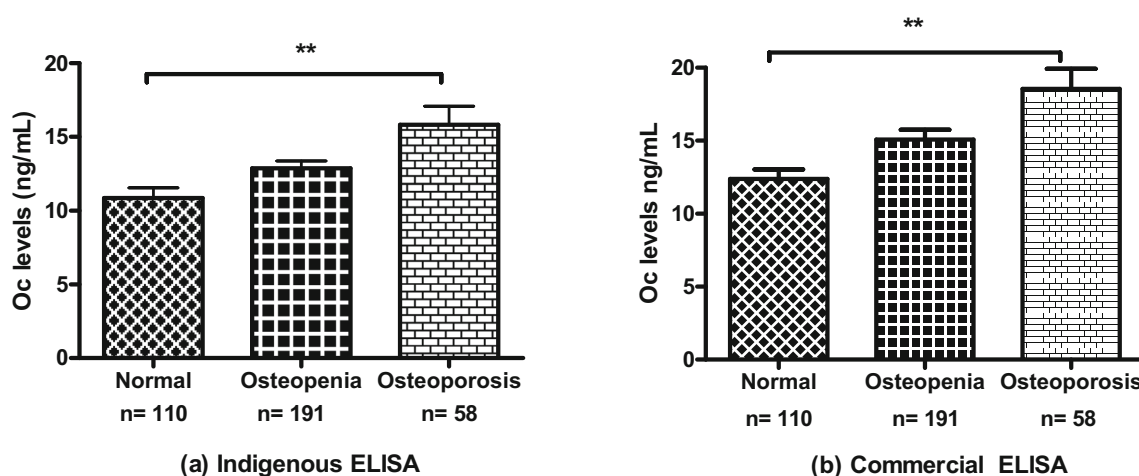 **
20
15
10
5
0
Oc levels (ng/mL)
Normal Osteopenia Osteoporosis
n= 110 n= 191 n= 58
(a) Indigenous ELISA
**
20
15
10
5
0
Oc levels ng/mL
Normal Osteopenia Osteoporosis
n= 110 n= 191 n= 58
(b) Commercial ELISA